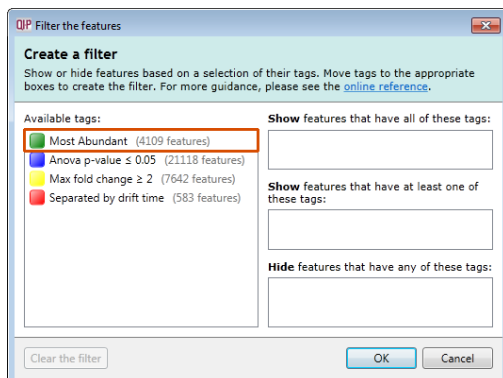 QIP Filter the features
Create a filter
Show or hide features based on a selection of their tags. Move tags to the appropriate
boxes to create the filter. For more guidance, please see the online reference.
Available tags:
Most Abundant (4109 features)
Anova p-value ≤ 0.05 (21118 features)
Max fold change ≥ 2 (7642 features)
Separated by drift time (583 features)
Show features that have all of these tags:
Show features that have at least one of
these tags:
Hide features that have any of these tags:
Clear the filter
OK
Cancel